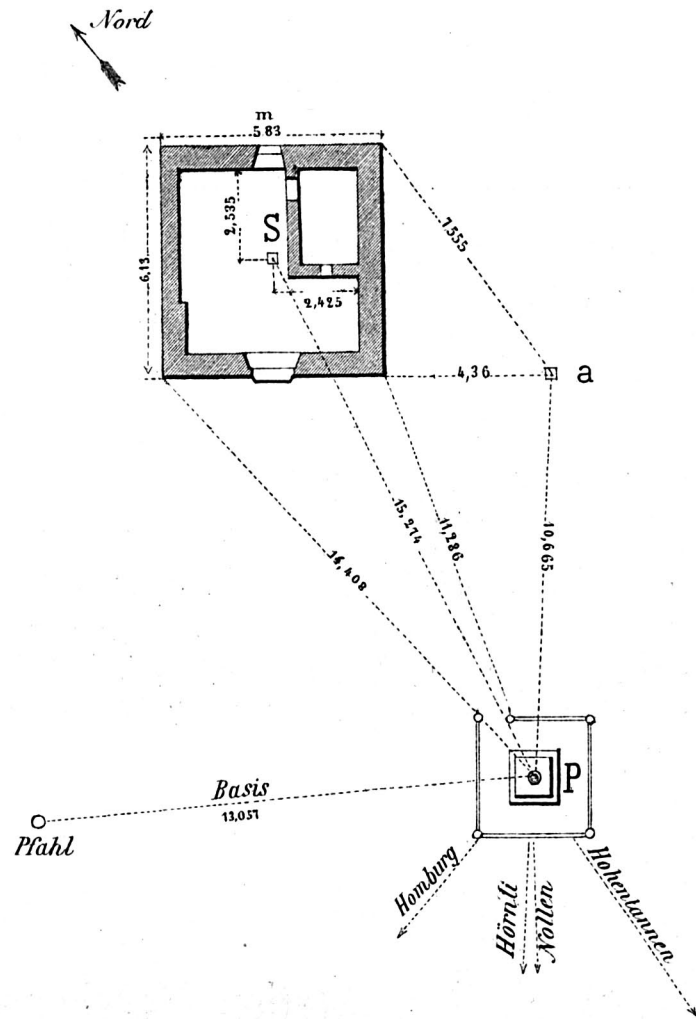 Nord
m
5.83
6,13
2,535
S
2,425
7,555
4,36
a
15,274
11,286
10,665
16,408
P
Basis
13,057
Pfahl
Homburg
Hörnli
Nollen
Hohentannen